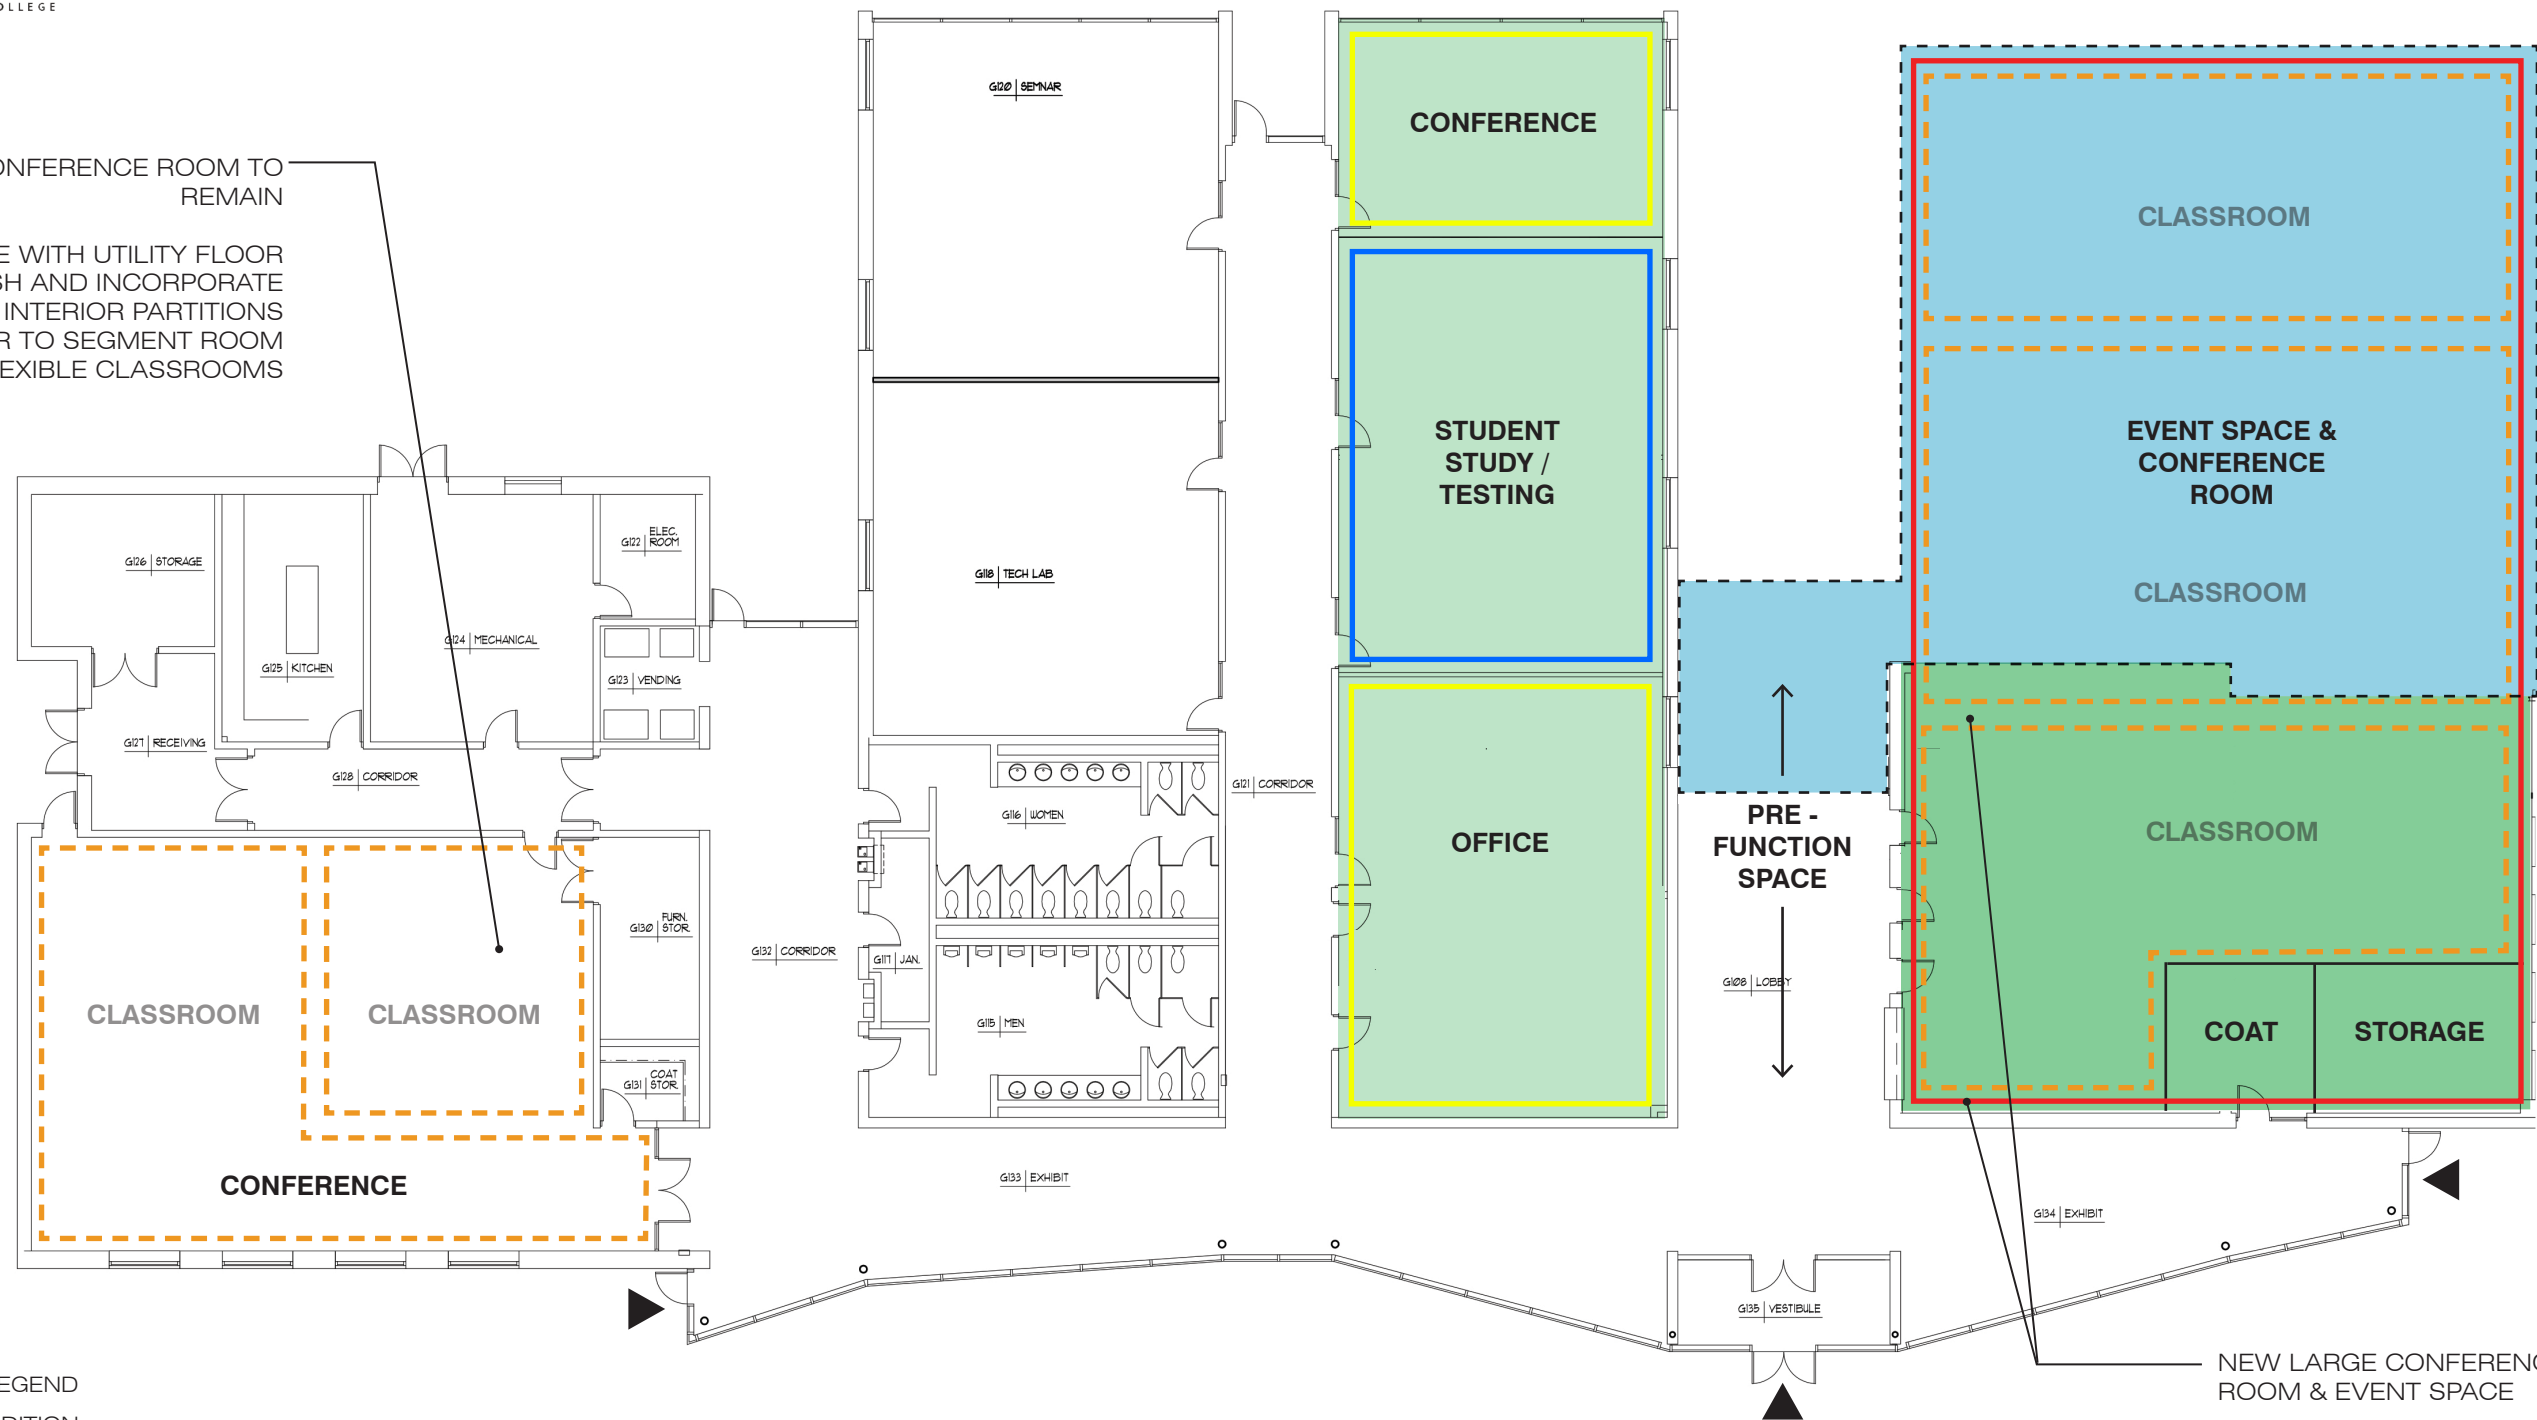 OLLEGE
ONFERENCE ROOM TO
REMAIN
E WITH UTILITY FLOOR
SH AND INCORPORATE
INTERIOR PARTITIONS
R TO SEGMENT ROOM
EXIBLE CLASSROOMS
G120 | SEMNAR
CONFERENCE
CLASSROOM
STUDENT
STUDY /
TESTING
EVENT SPACE &
CONFERENCE
ROOM
CLASSROOM
G126 | STORAGE
G122 | ELEC.
ROOM
G118 | TECH LAB
G124 | MECHANICAL
G125 | KITCHEN
G123 | VENDING
G127 | RECEIVING
G128 | CORRIDOR
G121 | CORRIDOR
G116 | WOMEN
PRE -
FUNCTION
SPACE
OFFICE
CLASSROOM
G130 | FURN.
STOR.
G132 | CORRIDOR
G117 | JAN.
G108 | LOBBY
CLASSROOM
CLASSROOM
G115 | MEN
COAT
STORAGE
G131 | COAT
STOR.
CONFERENCE
G133 | EXHIBIT
G134 | EXHIBIT
G135 | VESTIBULE
NEW LARGE CONFERENC
ROOM & EVENT SPACE
EGEND
DITION